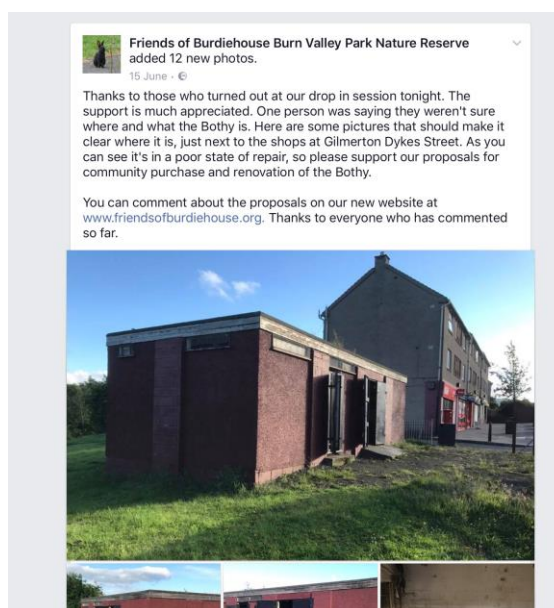 Friends of Burdiehouse Burn Valley Park Nature Reserve
added 12 new photos.
15 June ·
Thanks to those who turned out at our drop in session tonight. The
support is much appreciated. One person was saying they weren't sure
where and what the Bothy is. Here are some pictures that should make it
clear where it is, just next to the shops at Gilmerton Dykes Street. As you
can see it's in a poor state of repair, so please support our proposals for
community purchase and renovation of the Bothy.
You can comment about the proposals on our new website at
www.friendsofburdiehouse.org. Thanks to everyone who has commented
so far.